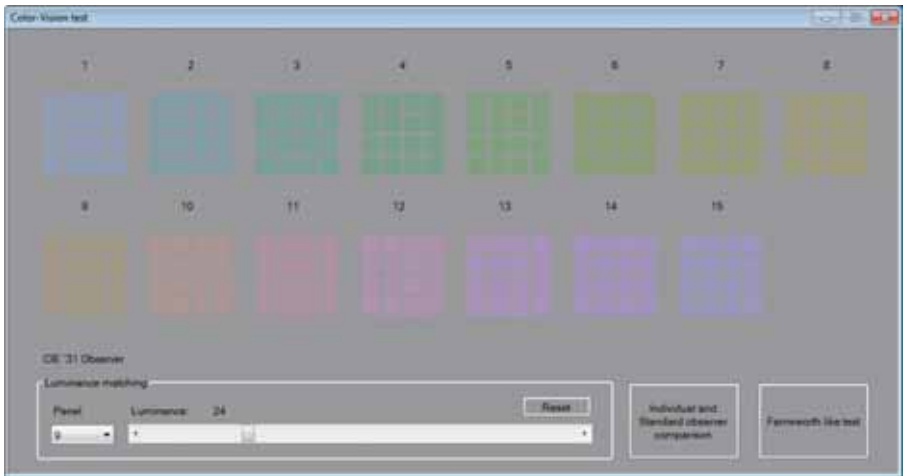 Color-Vision test
1 2 3 4 5 6 7 8
9 10 11 12 13 14 15
CIE '31 Observer
Luminance matching
Panel Luminance: 24 Reset
9
Individual and
Standard observer
comparison
Farnworth like test